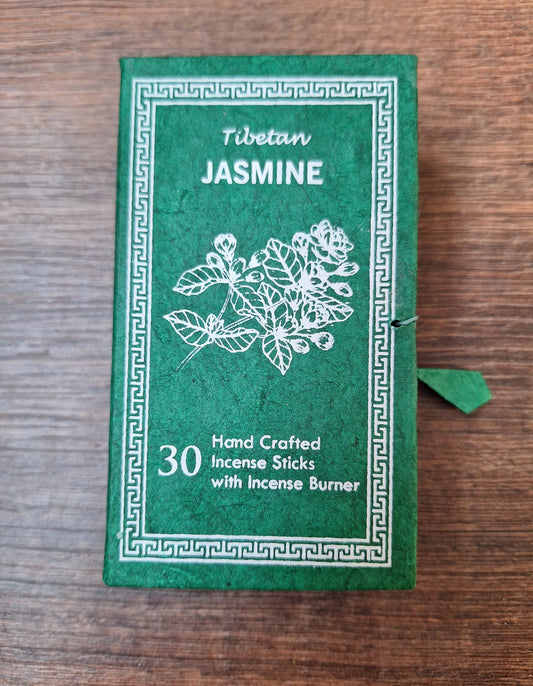 Tibetan
JASMINE
30 Hand Crafted
Incense Sticks
with Incense Burner